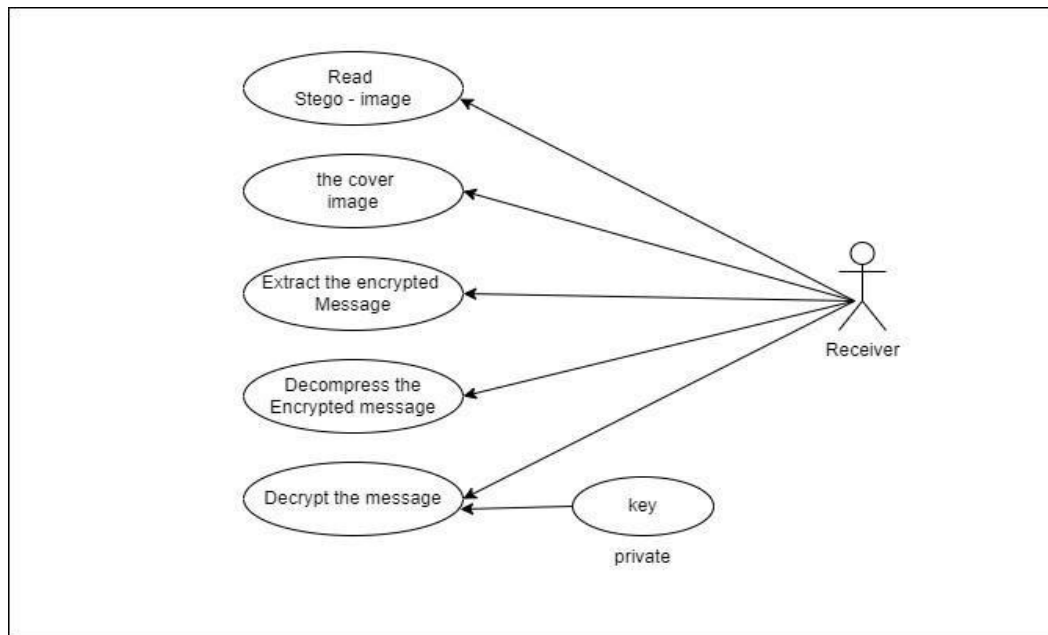 Read
Stego - image
the cover
image
Extract the encrypted
Message
Receiver
Decompress the
Encrypted message
Decrypt the message
key
private